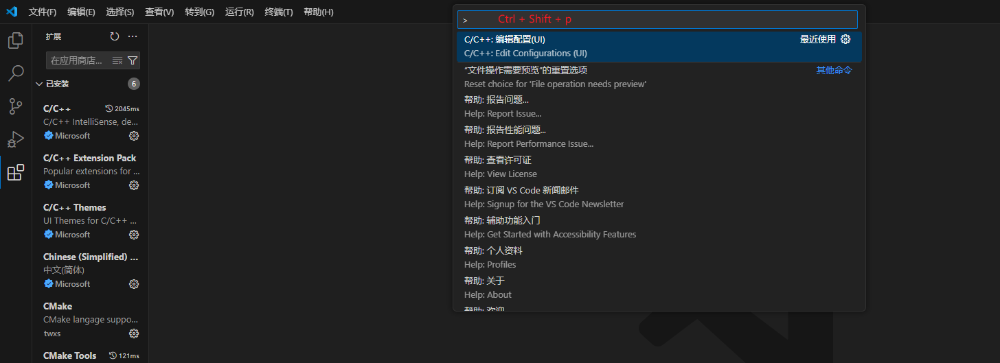 文件(F) 编辑(E) 选择(S) 查看(V) 转到(G) 运行(R) 终端(T) 帮助(H)
扩展
在应用商店...
已安装 6
C/C++ 2045ms
C/C++ IntelliSense, de...
Microsoft
C/C++ Extension Pack
Popular extensions for ...
Microsoft
C/C++ Themes
UI Themes for C/C++ ...
Microsoft
Chinese (Simplified) ...
中文(简体)
Microsoft
CMake
CMake langage suppo...
twxs
CMake Tools 121ms
> Ctrl + Shift + p
C/C++: 编辑配置(UI) 最近使用
C/C++: Edit Configurations (UI)
“文件操作需要预览”的重置选项 其他命令
Reset choice for 'File operation needs preview'
帮助: 报告问题...
Help: Report Issue...
帮助: 报告性能问题...
Help: Report Performance Issue...
帮助: 查看许可证
Help: View License
帮助: 订阅 VS Code 新闻邮件
Help: Signup for the VS Code Newsletter
帮助: 辅助功能入门
Help: Get Started with Accessibility Features
帮助: 个人资料
Help: Profiles
帮助: 关于
Help: About
帮助: 欢迎